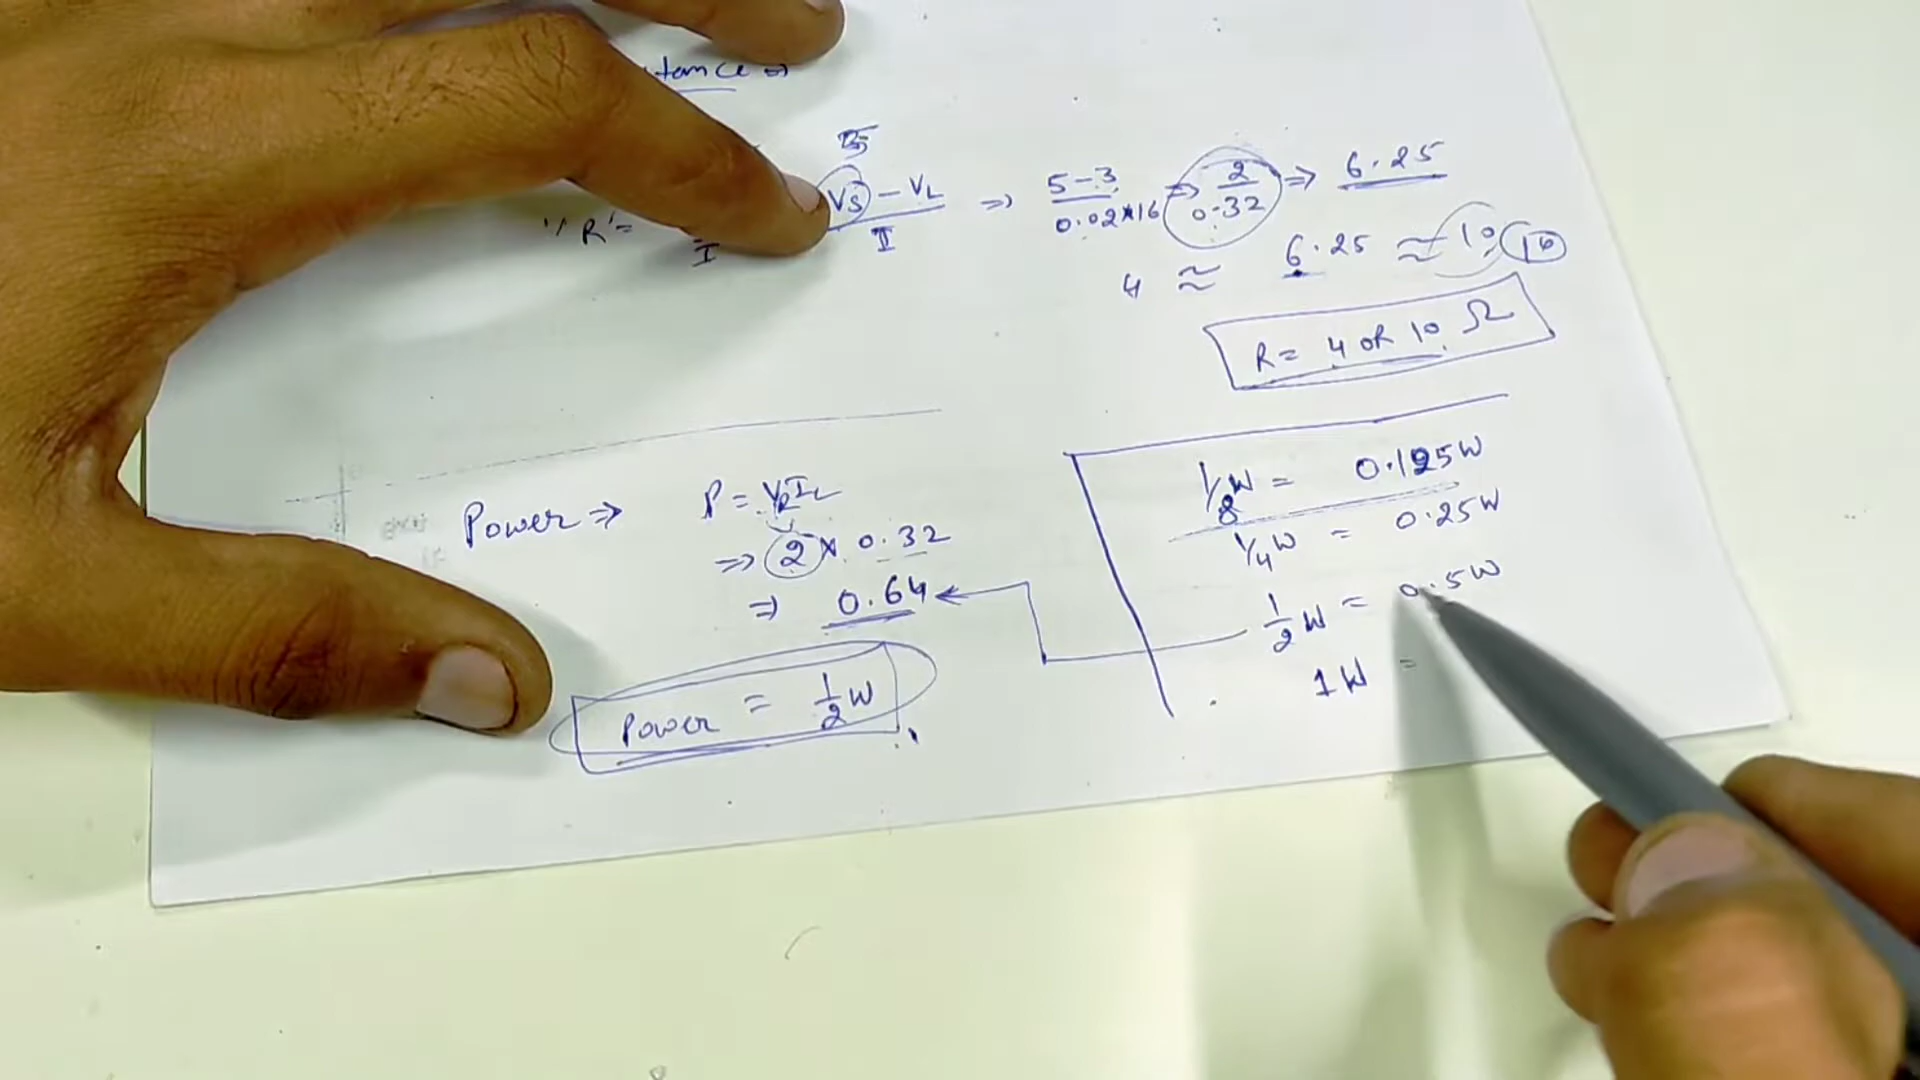 tance ⇒
R = VS - VL / I ⇒ 5-3 / 0.02×16 ⇒ 2 / 0.32 ⇒ 6.25
4 ≈ 6.25 ≈ 10 10
R = 4 OR 10 Ω
Power ⇒ P =
⇒ 2 × 0.32
⇒ 0.64
Power = 1/2 W
1/8 W = 0.125W
1/4 W = 0.25W
1/2 W = 0.5W
1W =